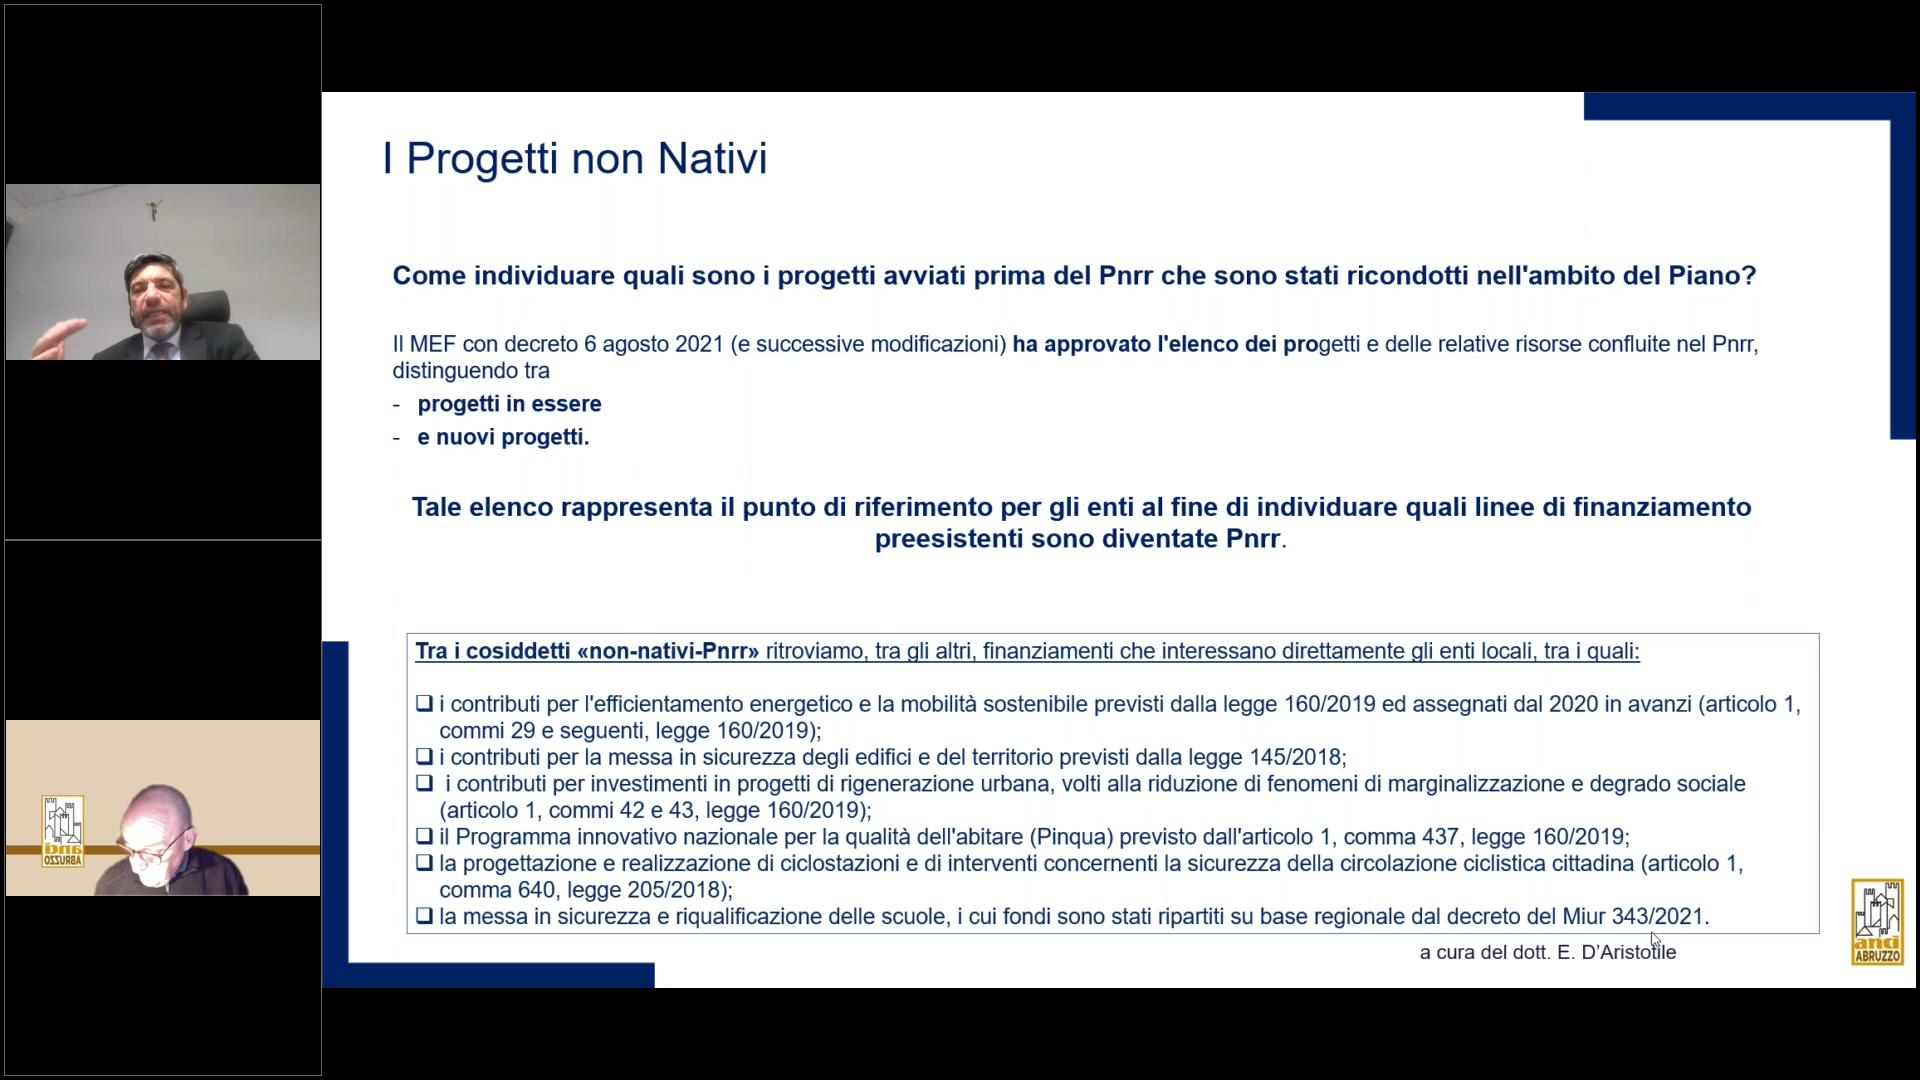 I Progetti non Nativi
Come individuare quali sono i progetti avviati prima del Pnrr che sono stati ricondotti nell'ambito del Piano?
Il MEF con decreto 6 agosto 2021 (e successive modificazioni) ha approvato l'elenco dei progetti e delle relative risorse confluite nel Pnrr,
distinguendo tra
- progetti in essere
- e nuovi progetti.
Tale elenco rappresenta il punto di riferimento per gli enti al fine di individuare quali linee di finanziamento
preesistenti sono diventate Pnrr.
Tra i cosiddetti «non-nativi-Pnrr» ritroviamo, tra gli altri, finanziamenti che interessano direttamente gli enti locali, tra i quali:
❑ i contributi per l'efficientamento energetico e la mobilità sostenibile previsti dalla legge 160/2019 ed assegnati dal 2020 in avanzi (articolo 1,
commi 29 e seguenti, legge 160/2019);
❑ i contributi per la messa in sicurezza degli edifici e del territorio previsti dalla legge 145/2018;
❑ i contributi per investimenti in progetti di rigenerazione urbana, volti alla riduzione di fenomeni di marginalizzazione e degrado sociale
(articolo 1, commi 42 e 43, legge 160/2019);
❑ il Programma innovativo nazionale per la qualità dell'abitare (Pinqua) previsto dall'articolo 1, comma 437, legge 160/2019;
❑ la progettazione e realizzazione di ciclostazioni e di interventi concernenti la sicurezza della circolazione ciclistica cittadina (articolo 1,
comma 640, legge 205/2018);
❑ la messa in sicurezza e riqualificazione delle scuole, i cui fondi sono stati ripartiti su base regionale dal decreto del Miur 343/2021.
a cura del dott. E. D'Aristotile
anci
ABRUZZO
anci
ABRUZZO